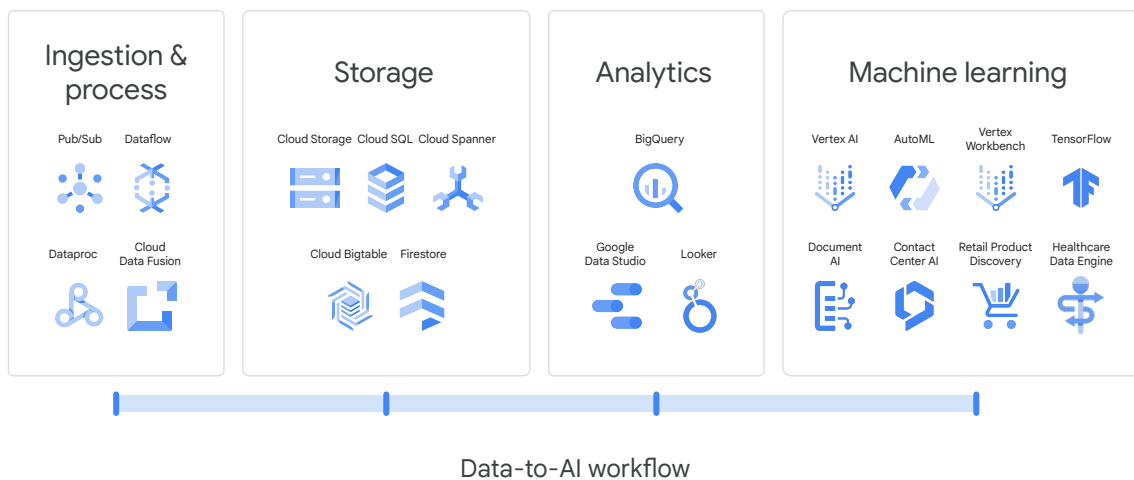 Ingestion &
process
Storage
Analytics
Machine learning
Pub/Sub
Dataflow
Dataproc
Cloud
Data Fusion
Cloud Storage
Cloud SQL
Cloud Spanner
Cloud Bigtable
Firestore
BigQuery
Google
Data Studio
Looker
Vertex AI
AutoML
Vertex
Workbench
TensorFlow
Document
AI
Contact
Center AI
Retail Product
Discovery
Healthcare
Data Engine
Data-to-AI workflow